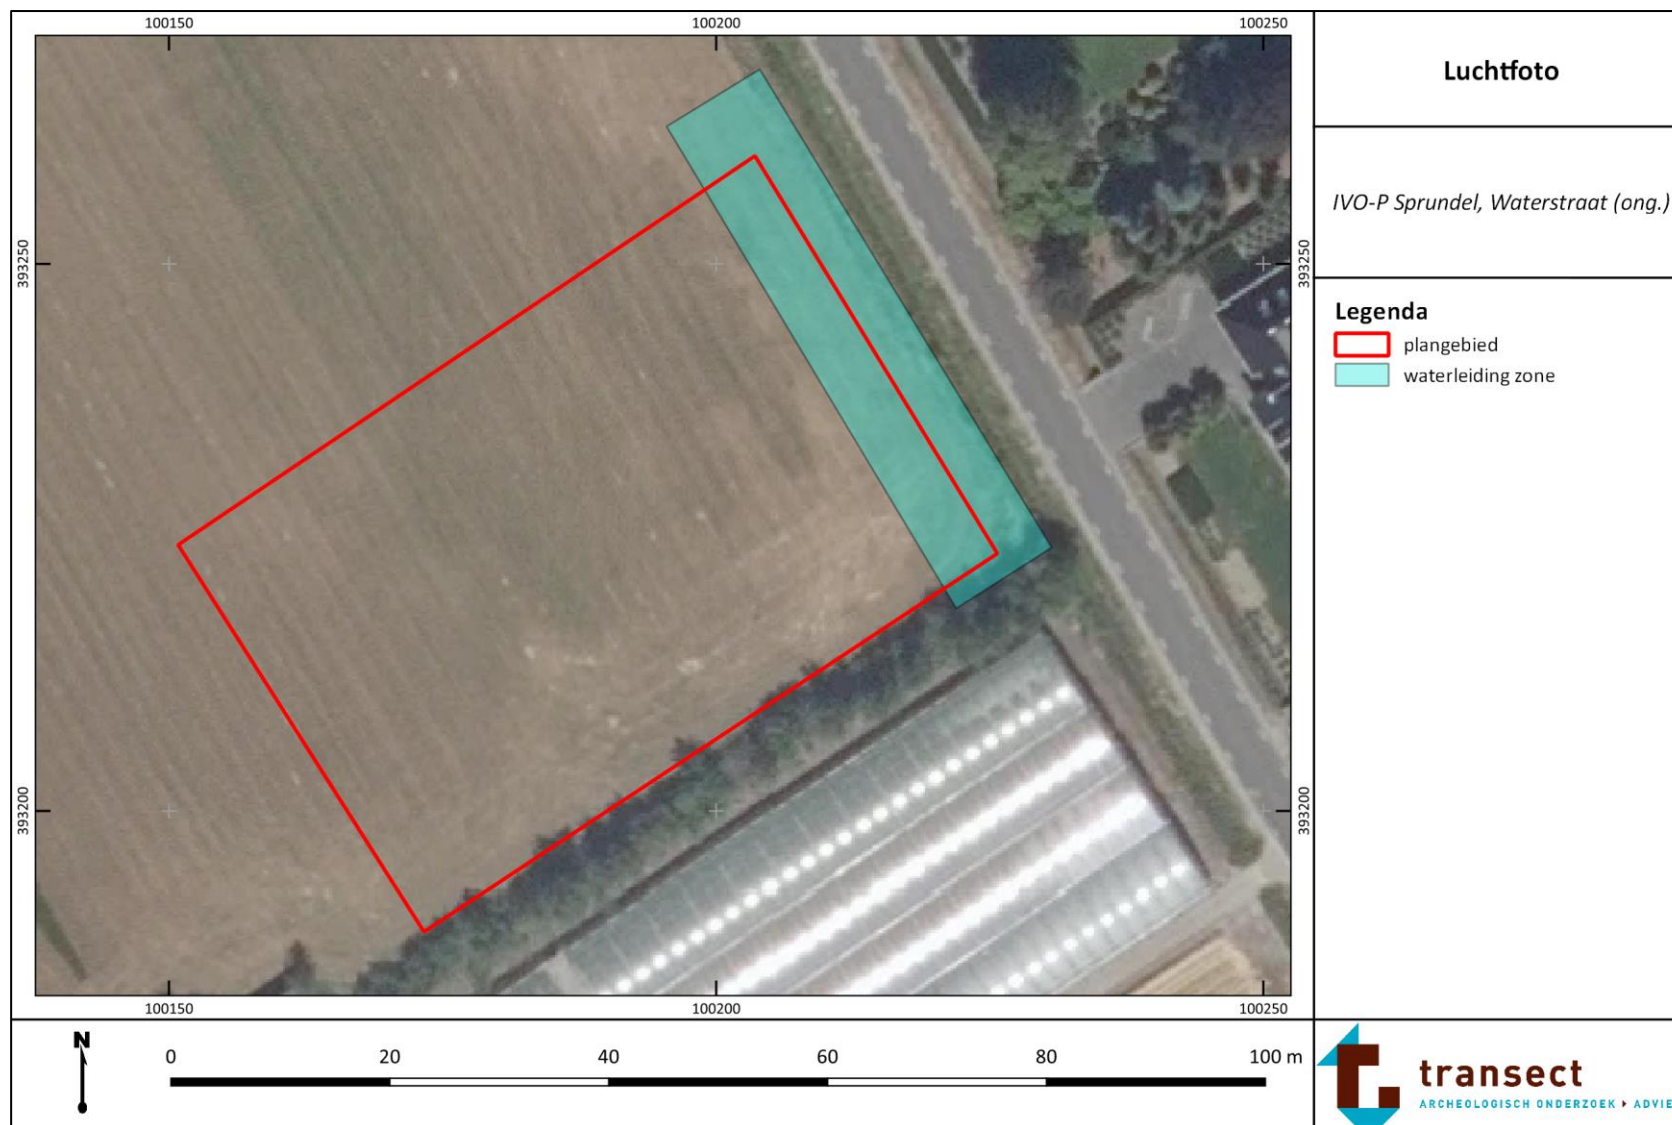 100150 100200 100250
Luchtfoto
IVO-P Sprundel, Waterstraat (ong.)
393250 393250
Legenda
plangebied
waterleiding zone
393200 393200
100150 100200 100250
N
0 20 40 60 80 100 m
transect
ARCHEOLOGISCH ONDERZOEK ▸ ADVIE